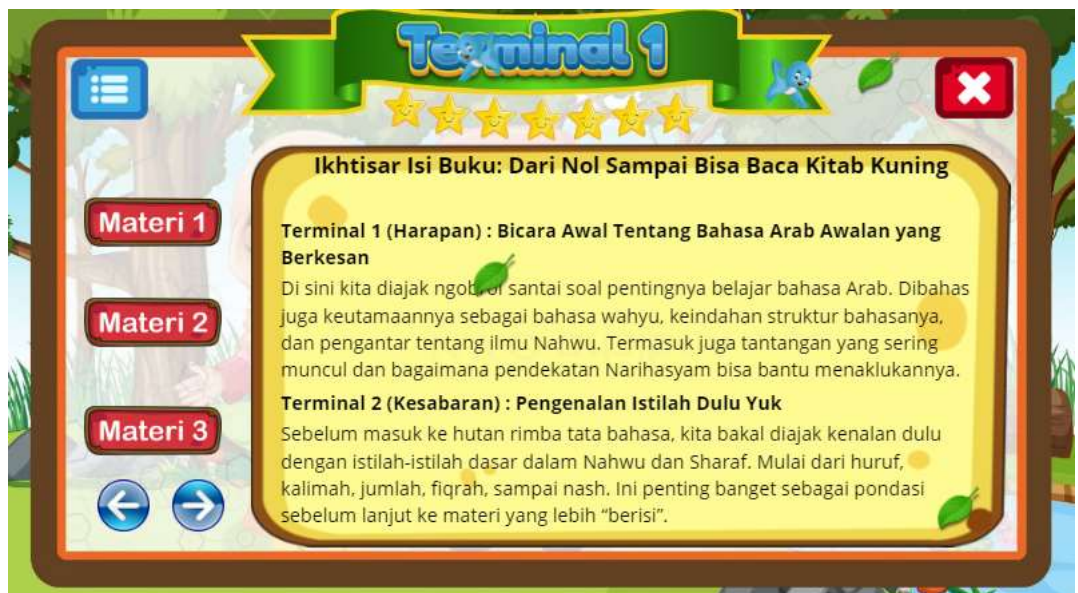 Terminal 1
Ikhtisar Isi Buku: Dari Nol Sampai Bisa Baca Kitab Kuning
Materi 1
Materi 2
Materi 3
Terminal 1 (Harapan) : Bicara Awal Tentang Bahasa Arab Awalan yang
Berkesan
Di sini kita diajak ngobrol santai soal pentingnya belajar bahasa Arab. Dibahas
juga keutamaannya sebagai bahasa wahyu, keindahan struktur bahasanya,
dan pengantar tentang ilmu Nahwu. Termasuk juga tantangan yang sering
muncul dan bagaimana pendekatan Narihasyam bisa bantu menaklukannya.
Terminal 2 (Kesabaran) : Pengenalan Istilah Dulu Yuk
Sebelum masuk ke hutan rimba tata bahasa, kita bakal diajak kenalan dulu
dengan istilah-istilah dasar dalam Nahwu dan Sharaf. Mulai dari huruf,
kalimah, jumlah, fiqrah, sampai nash. Ini penting banget sebagai pondasi
sebelum lanjut ke materi yang lebih “berisi”.